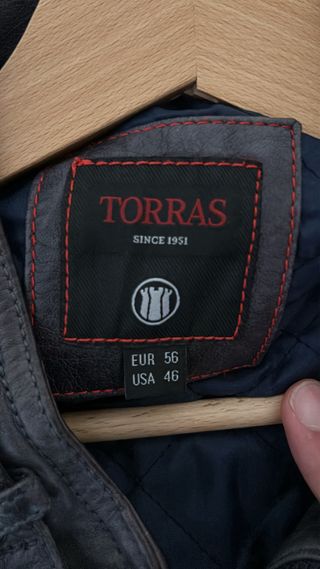 TORRAS
SINCE 1951
EUR 56
USA 46